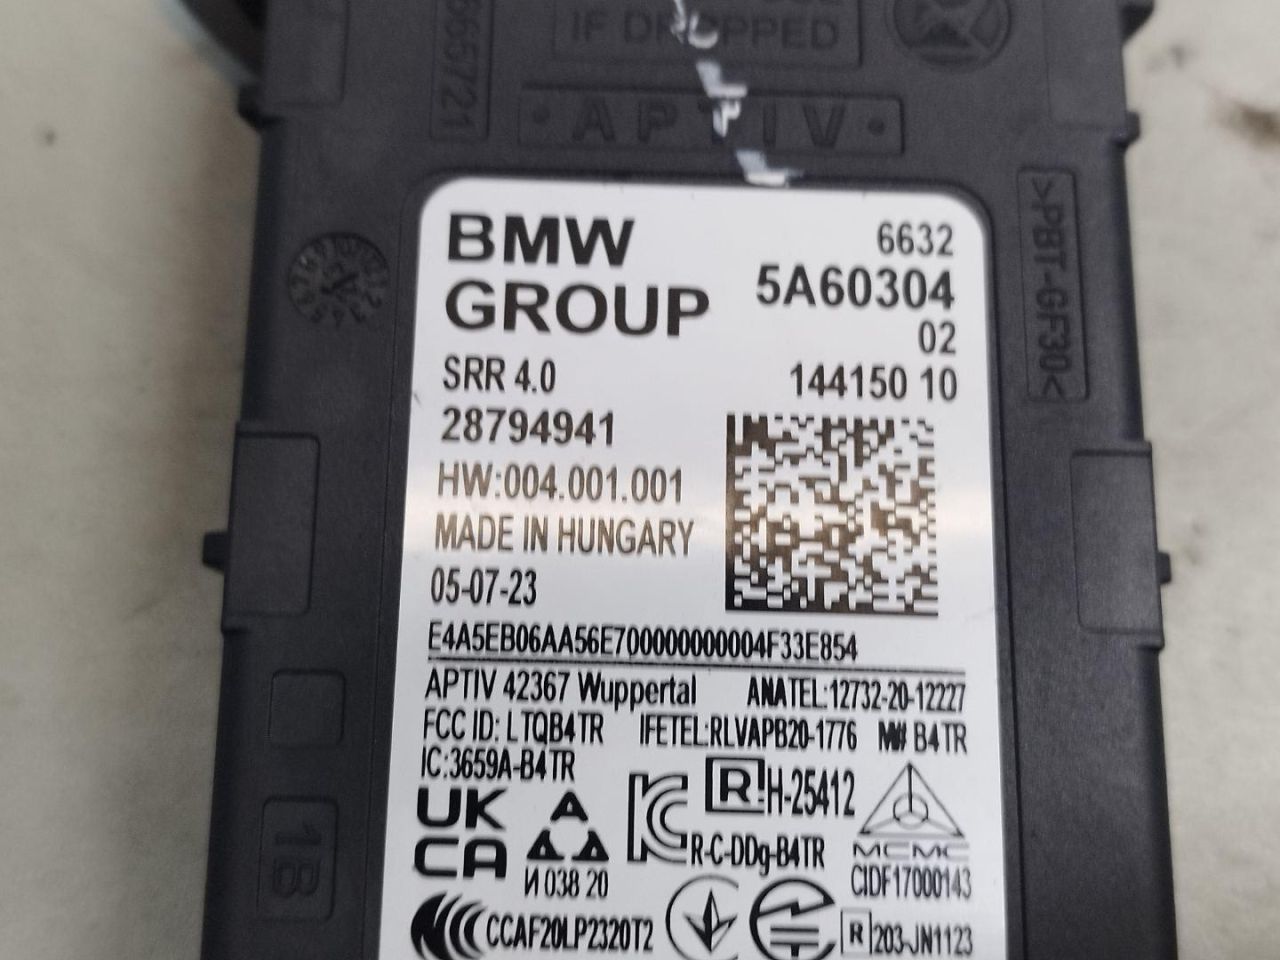 IF DROPPED
6665721
APTIV
>PBT-GF30<
BMW
GROUP
6632
5A60304
02
SRR 4.0
144150 10
28794941
HW:004.001.001
MADE IN HUNGARY
05-07-23
E4A5EB06AA56E700000000004F33E854
APTIV 42367 Wuppertal ANATEL:12732-20-12227
FCC ID: LTQB4TR IFETEL:RLVAPB20-1776 M# B4TR
IC:3659A-B4TR
UK
CA
A
И 038 20
R
H-25412
R-C-DDg-B4TR
MCMC
CIDF17000143
CCAF20LP2320T2
R 203-JN1123
1B